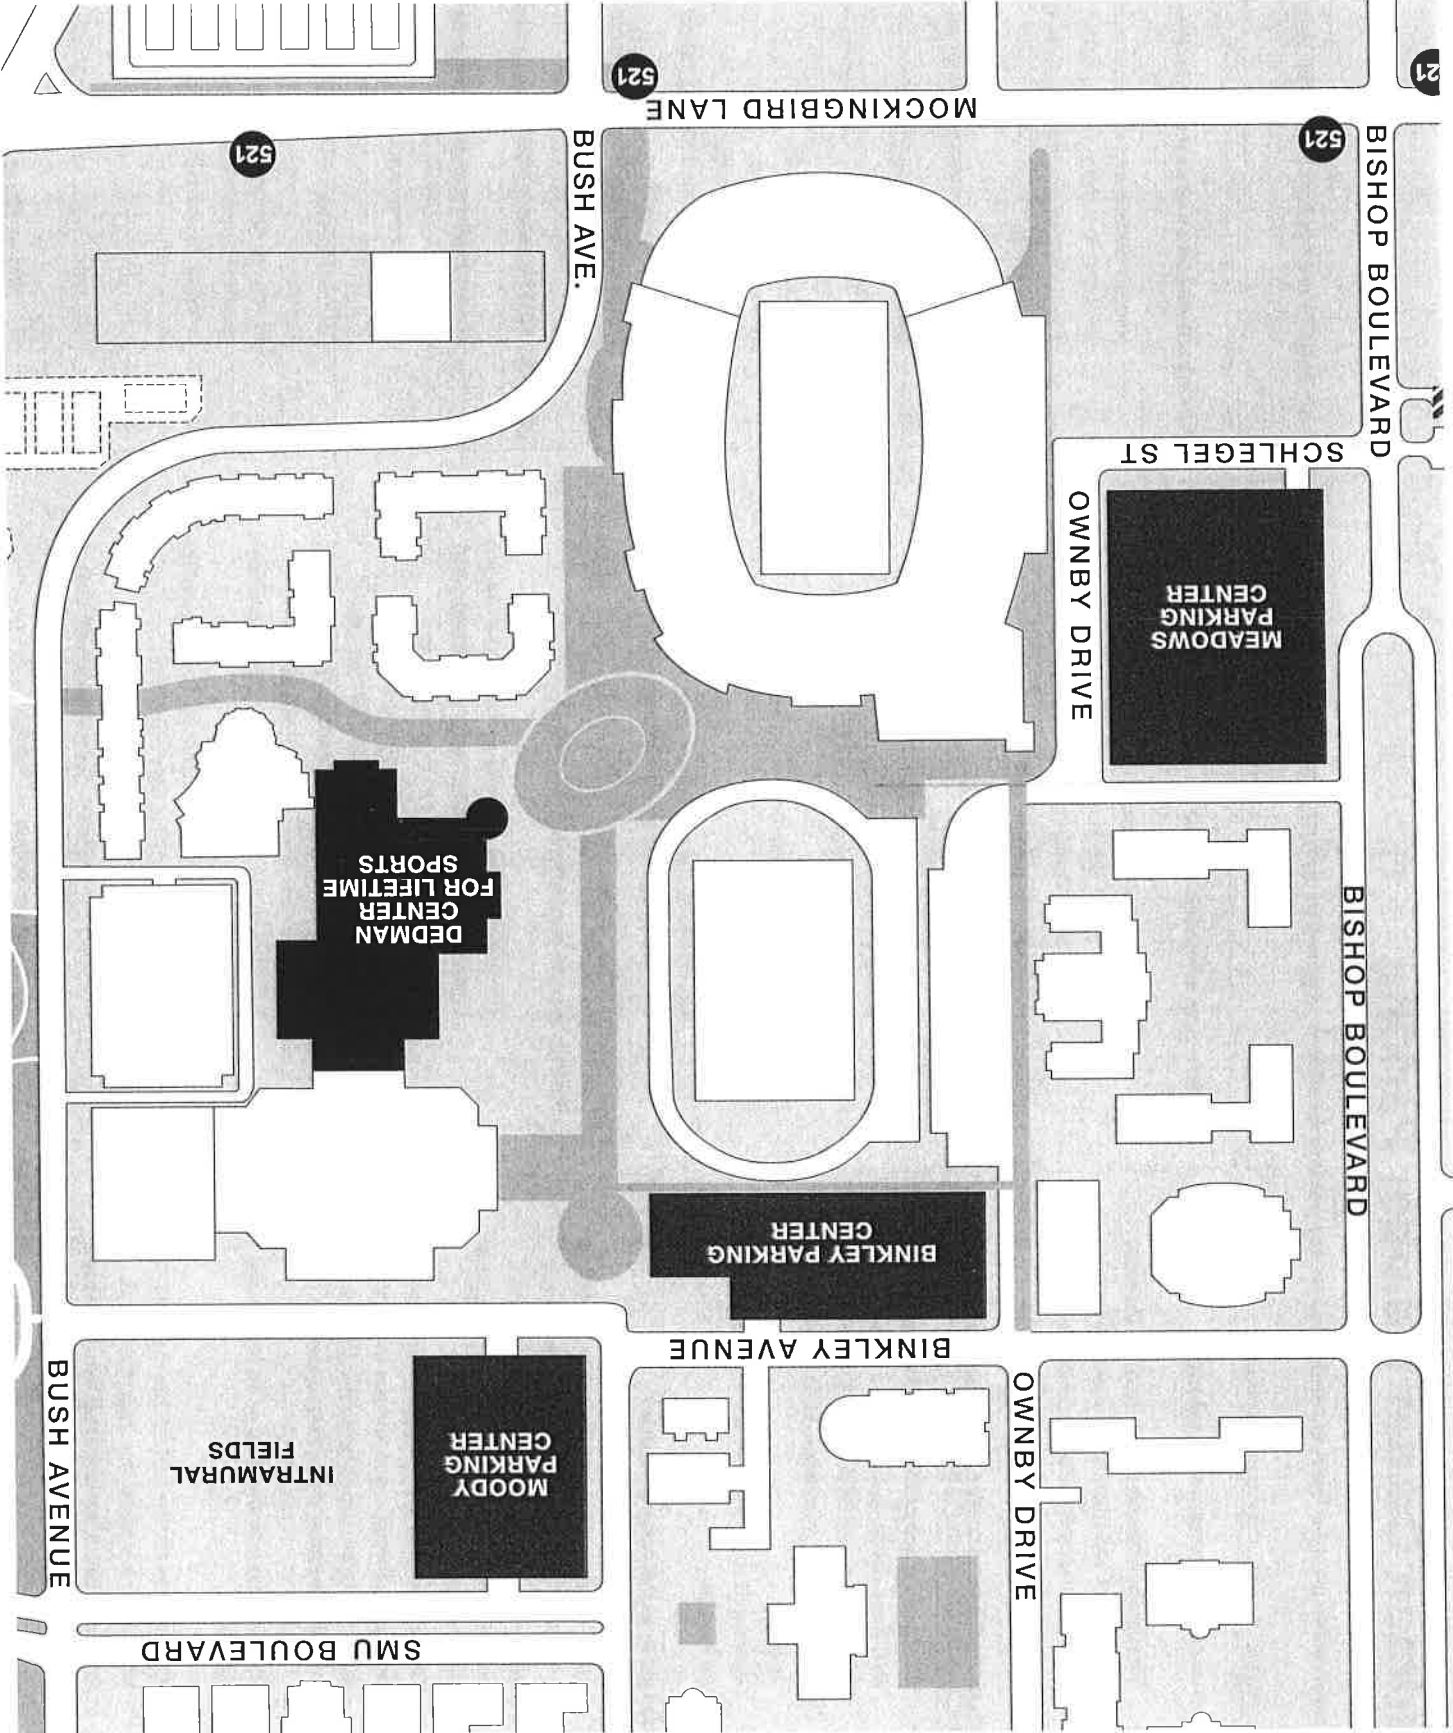 SMU BOULEVARD
OWNBY DRIVE
BUSH AVENUE
MOODY
PARKING
CENTER
INTRAMURAL
FIELDS
BINKLEY AVENUE
BINKLEY PARKING
CENTER
BISHOP BOULEVARD
DEDMAN
CENTER
FOR LIFETIME
SPORTS
MEADOWS
PARKING
CENTER
OWNBY DRIVE
SCHLEGEL ST
BISHOP BOULEVARD
BUSH AVE.
521
521
MOCKINGBIRD LANE
21
521